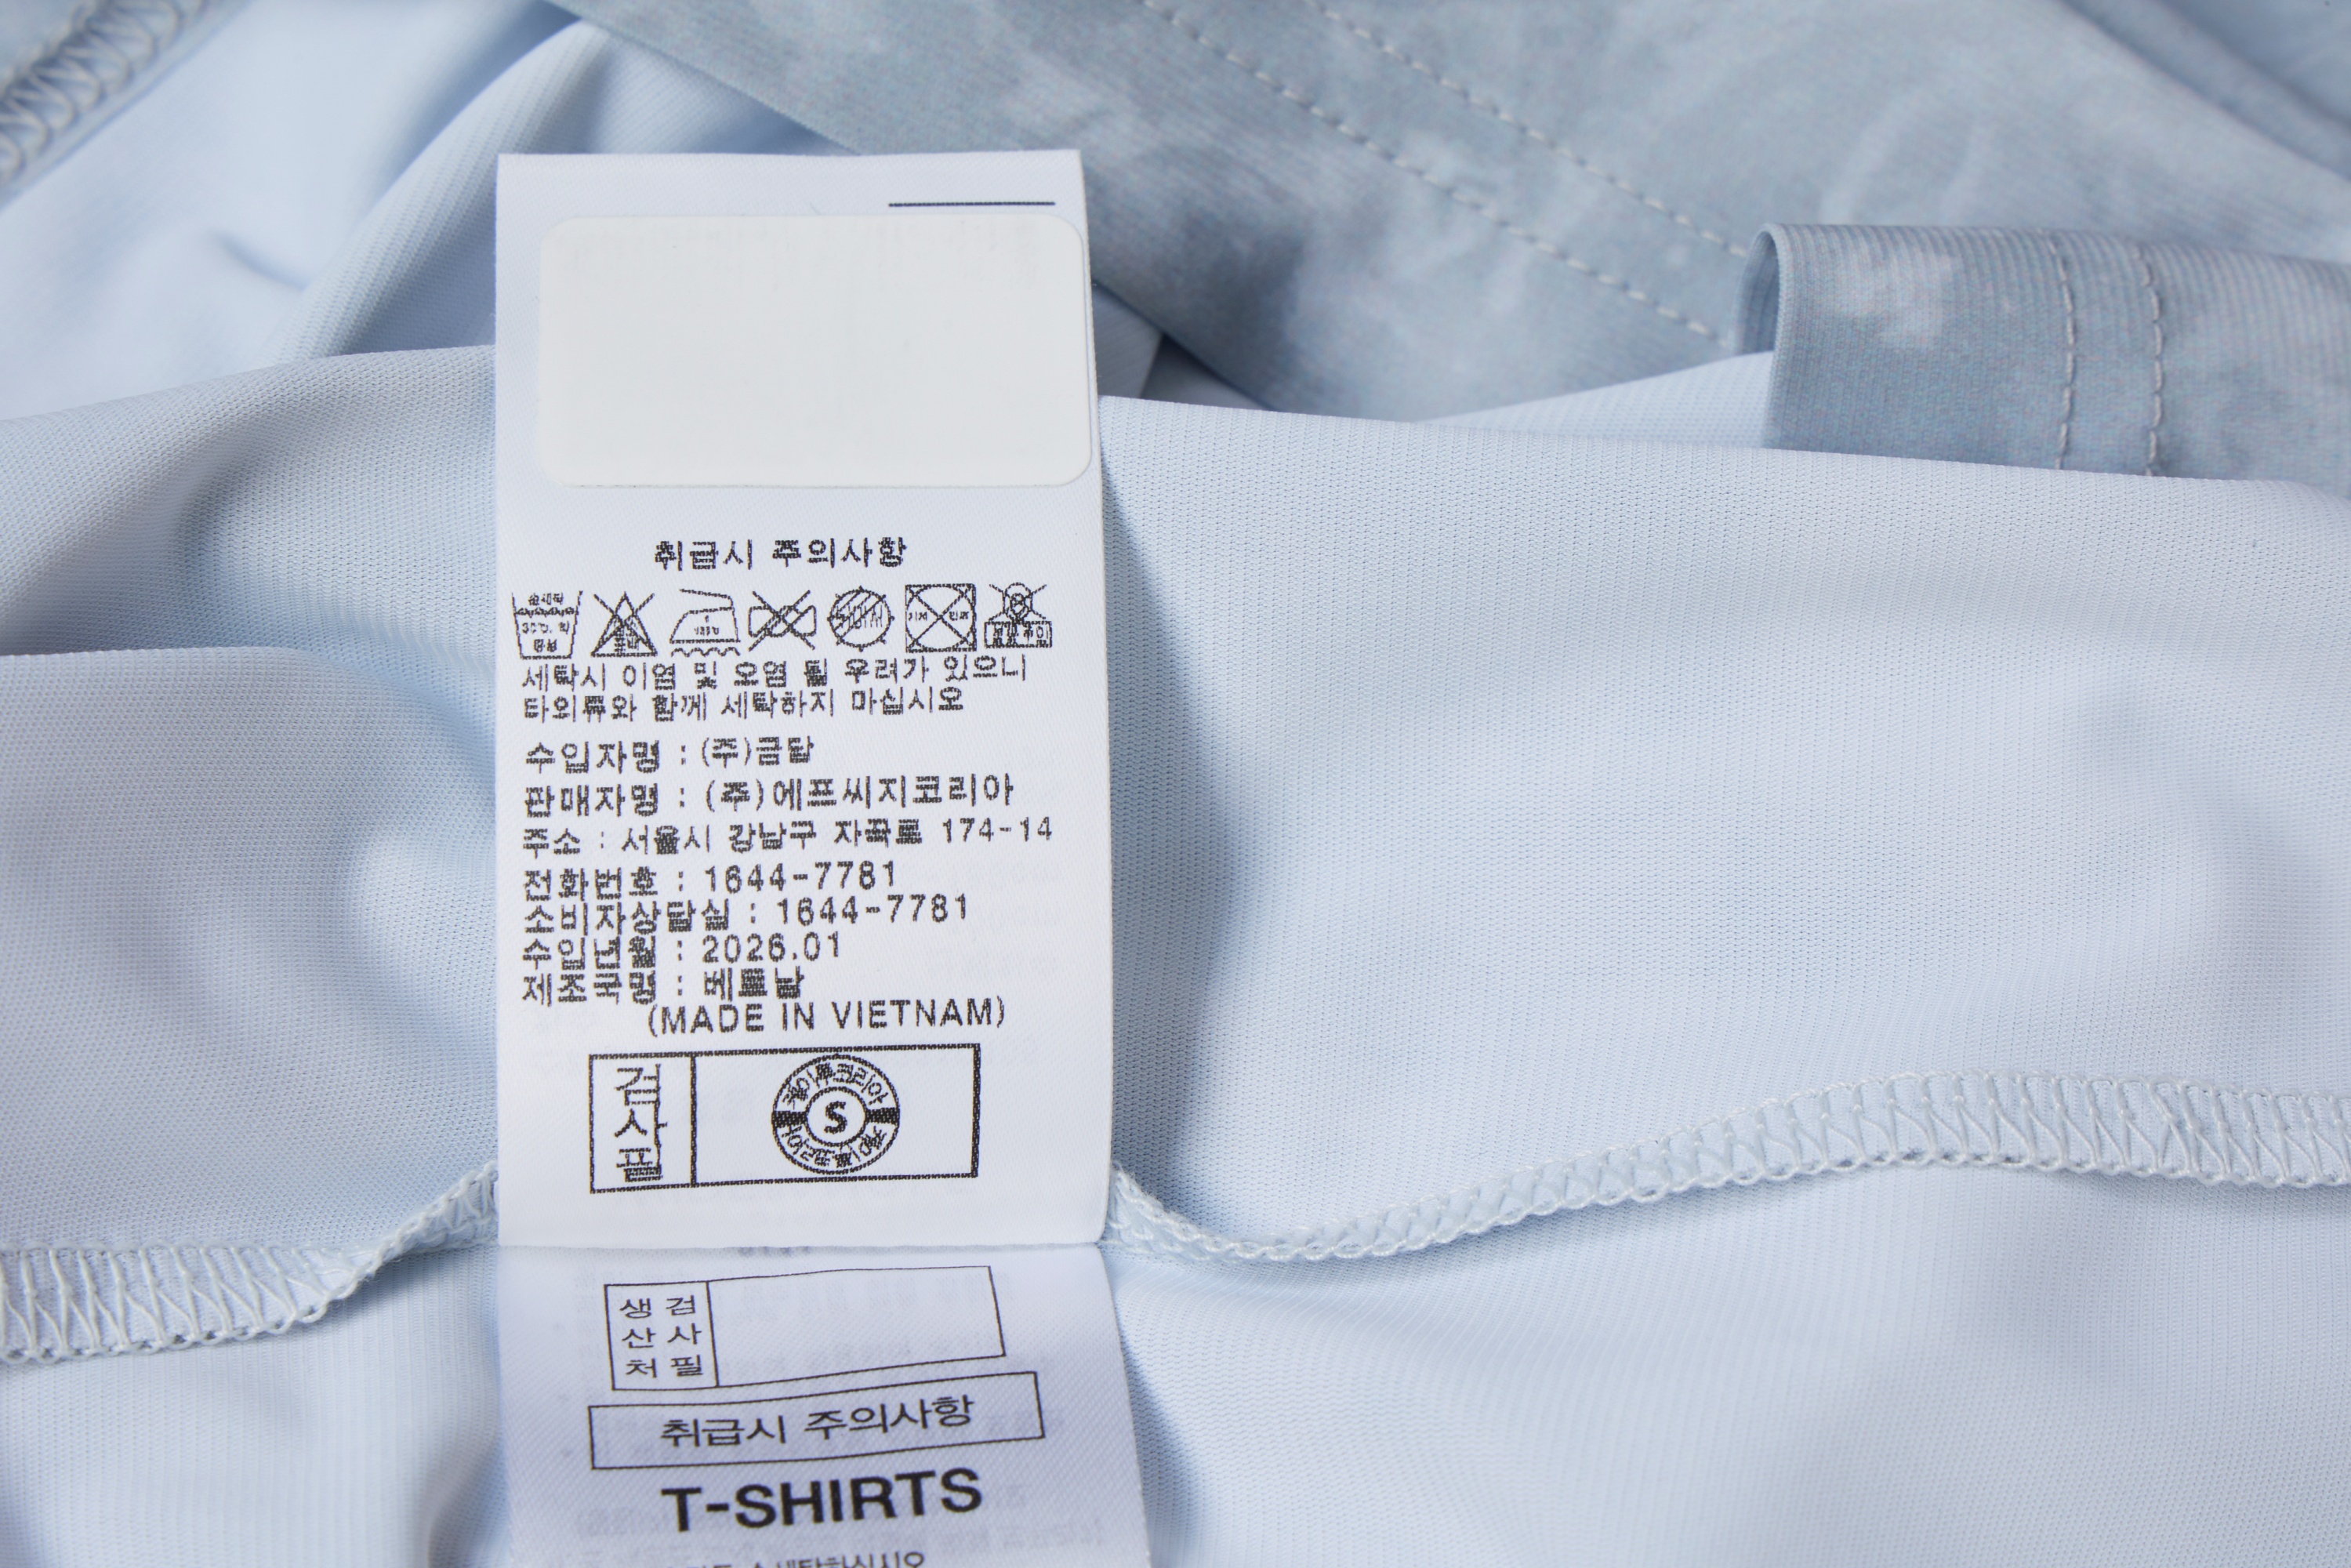 취급시 주의사항
손세탁
30℃
중성
세탁시 이염 및 오염 될 우려가 있으니
타의류와 함께 세탁하지 마십시오
수입자명 : (주)금탑
판매자명 : (주)에프씨지코리아
주소 : 서울시 강남구 자곡로 174-14
전화번호 : 1644-7781
소비자상담실 : 1644-7781
수입년월 : 2026.01
제조국명 : 베트남
(MADE IN VIETNAM)
검사필
S
생산처
검사필
취급시 주의사항
T-SHIRTS